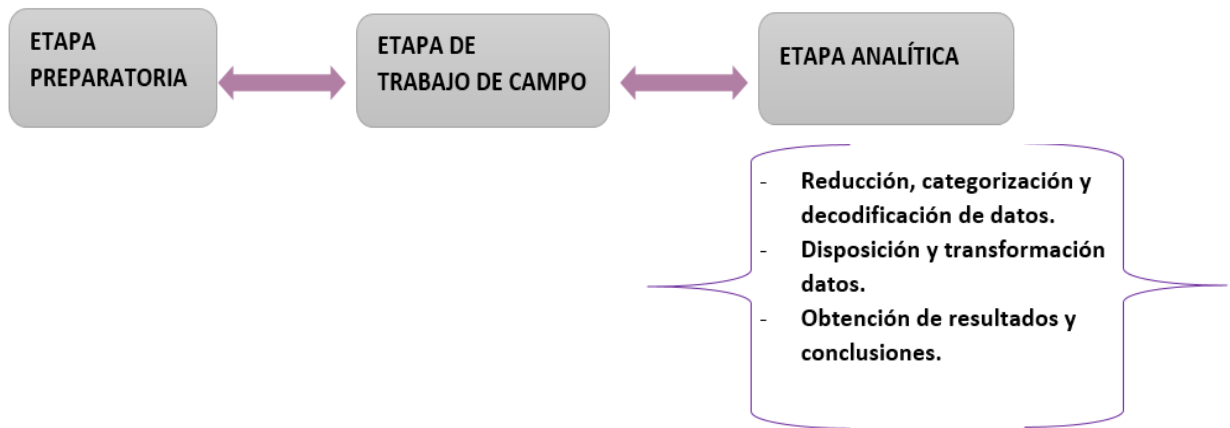 ETAPA
PREPARATORIA
ETAPA DE
TRABAJO DE CAMPO
ETAPA ANALÍTICA
- Reducción, categorización y
decodificación de datos.
- Disposición y transformación
datos.
- Obtención de resultados y
conclusiones.